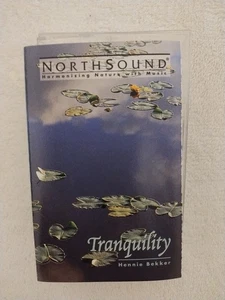 NORTHSOUND®
Harmonizing Nature with Music
Tranquility
Hennie Bekker